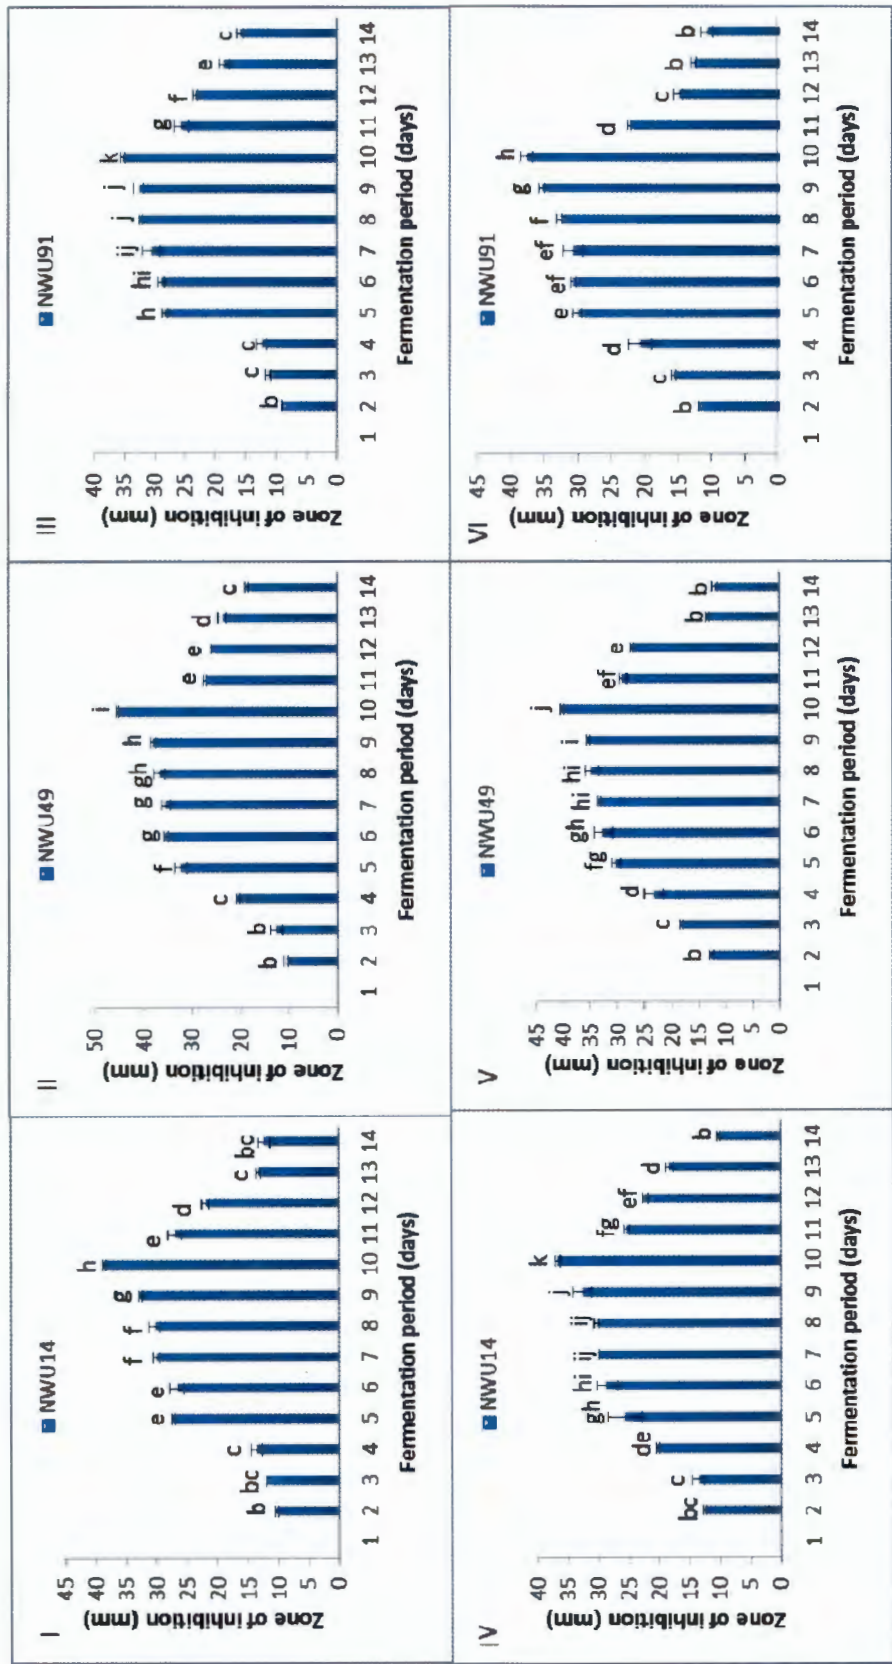 I
NWU14
Zone of inhibition (mm)
45
40
35
30
25
20
15
10
5
0
b bc c e e f f g h e d c bc
1 2 3 4 5 6 7 8 9 10 11 12 13 14
Fermentation period (days)
II
NWU49
Zone of inhibition (mm)
50
40
30
20
10
0
b b c f g g gh h i e e d c
1 2 3 4 5 6 7 8 9 10 11 12 13 14
Fermentation period (days)
III
NWU91
Zone of inhibition (mm)
40
35
30
25
20
15
10
5
0
b c c h hi ij j j k g f e c
1 2 3 4 5 6 7 8 9 10 11 12 13 14
Fermentation period (days)
IV
NWU14
Zone of inhibition (mm)
40
35
30
25
20
15
10
5
0
bc c de gh hi ij ij j k fg ef d b
1 2 3 4 5 6 7 8 9 10 11 12 13 14
Fermentation period (days)
V
NWU49
Zone of inhibition (mm)
45
40
35
30
25
20
15
10
5
0
b c d fg gh hi hi i j ef e b b
1 2 3 4 5 6 7 8 9 10 11 12 13 14
Fermentation period (days)
VI
NWU91
Zone of inhibition (mm)
45
40
35
30
25
20
15
10
5
0
b c d e ef ef f g h d c b b
1 2 3 4 5 6 7 8 9 10 11 12 13 14
Fermentation period (days)